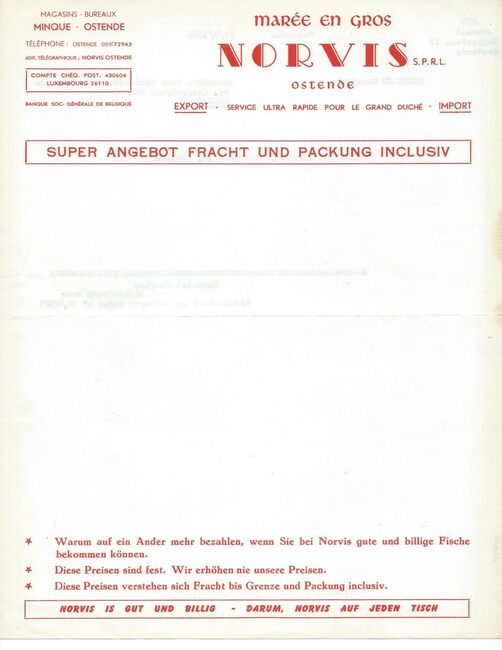 MAGASINS - BUREAUX
MINQUE - OSTENDE
TÉLÉPHONE: OSTENDE 059/72943
ADR. TÉLÉGRAPHIQUE: NORVIS OSTENDE
COMPTE CHÈQ. POST. 430604
LUXEMBOURG 26110
BANQUE SOC- GÉNÉRALE DE BELGIQUE
MARÉE EN GROS
NORVIS S.P.R.L.
OSTENDE
EXPORT - SERVICE ULTRA RAPIDE POUR LE GRAND DUCHÉ - IMPORT
SUPER ANGEBOT FRACHT UND PACKUNG INCLUSIV
★ Warum auf ein Ander mehr bezahlen, wenn Sie bei Norvis gute und billige Fische
bekommen können.
★ Diese Preisen sind fest. Wir erhöhen nie unsere Preisen.
★ Diese Preisen verstehen sich Fracht bis Grenze und Packung inclusiv.
NORVIS IS GUT UND BILLIG - DARUM, NORVIS AUF JEDEN TISCH